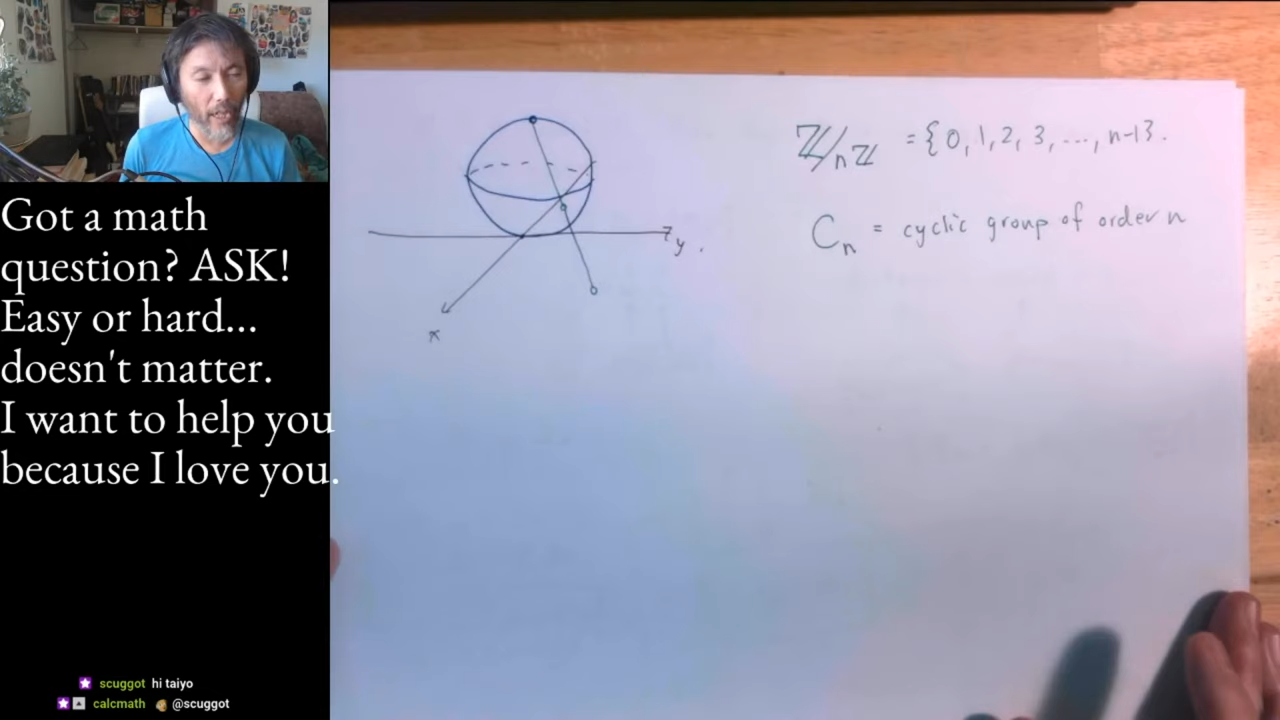 Got a math
question? ASK!
Easy or hard...
doesn't matter.
I want to help you
because I love you.
scuggot hi taiyo
calcmath @scuggot
y.
x
ℤ/nℤ = {0, 1, 2, 3, ..., n-1}.
Cn = cyclic group of order n